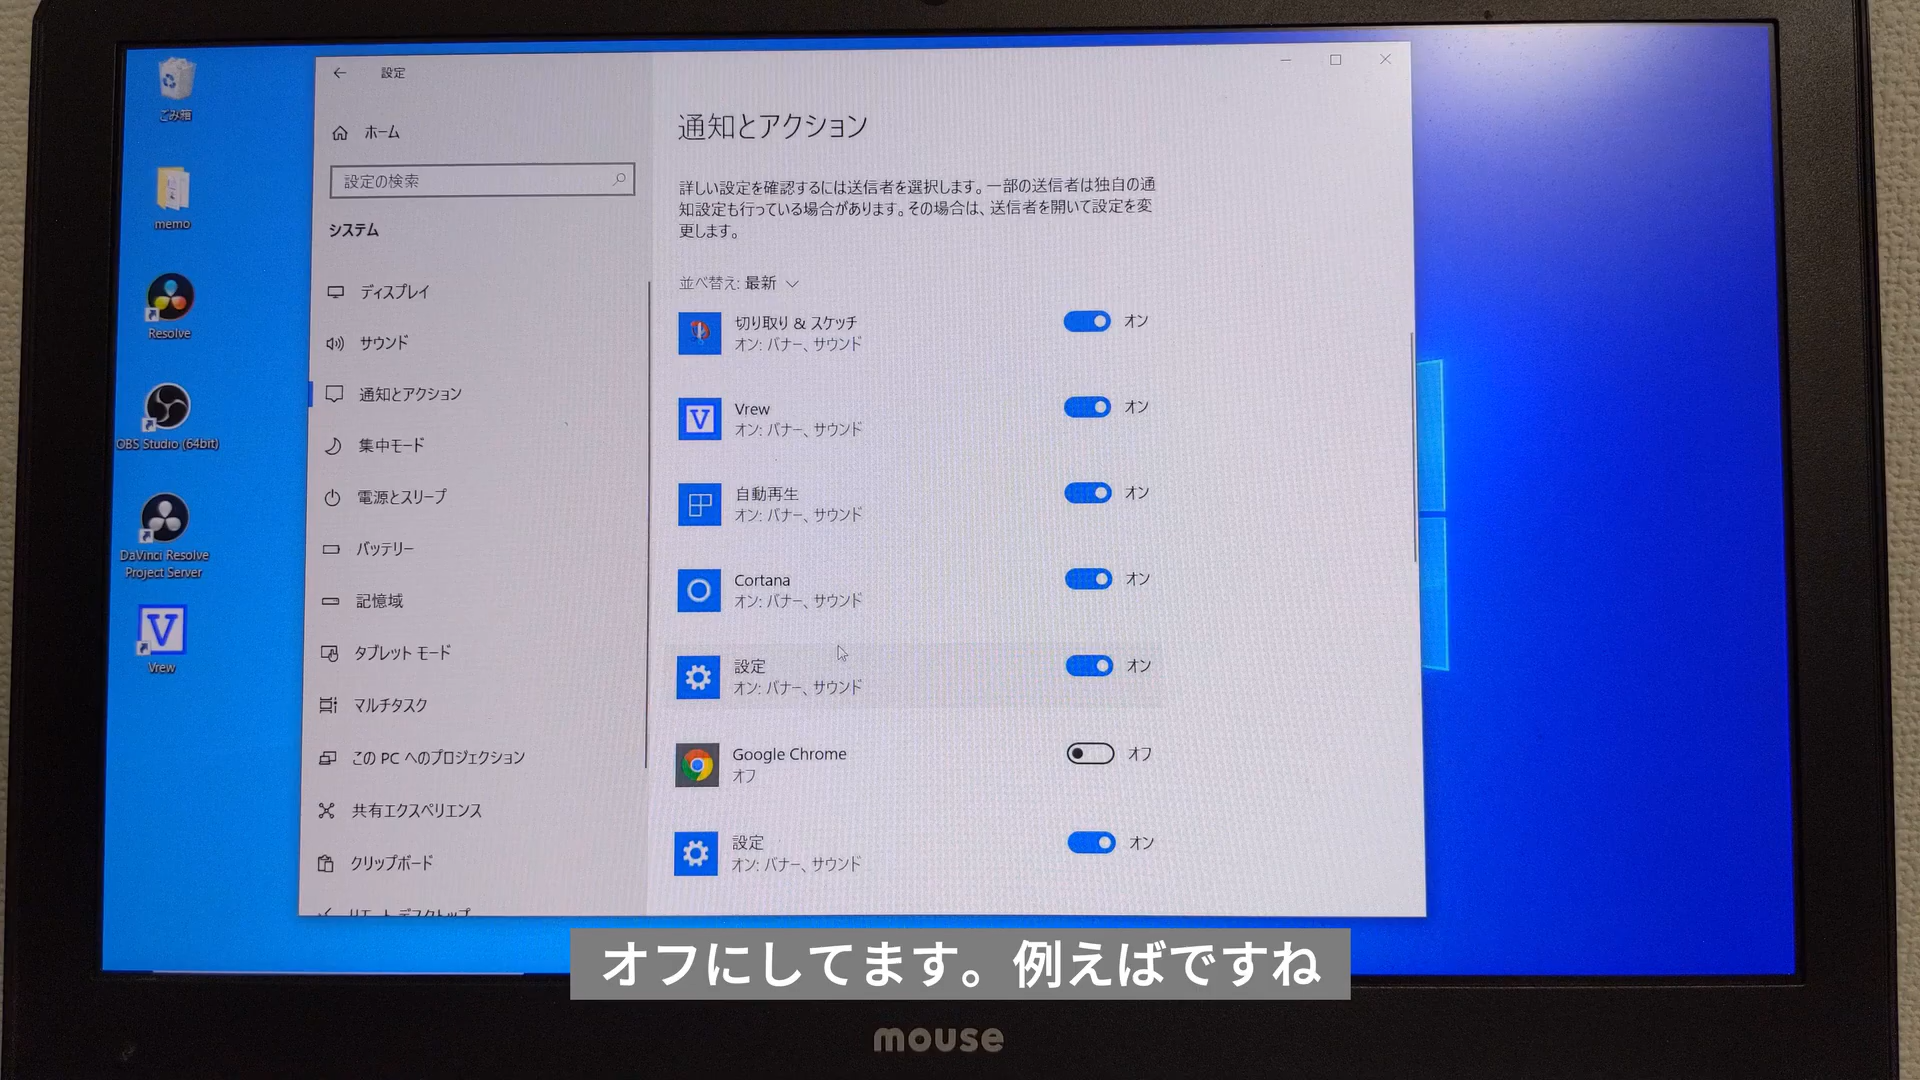 ごみ箱
memo
Resolve
OBS Studio (64bit)
DaVinci Resolve
Project Server
Vrew
設定
ホーム
設定の検索
システム
ディスプレイ
サウンド
通知とアクション
集中モード
電源とスリープ
バッテリー
記憶域
タブレット モード
マルチタスク
この PC へのプロジェクション
共有エクスペリエンス
クリップボード
リモート デスクトップ
通知とアクション
詳しい設定を確認するには送信者を選択します。一部の送信者は独自の通
知設定も行っている場合があります。その場合は、送信者を開いて設定を変
更します。
並べ替え: 最新
切り取り & スケッチ
オン: バナー、サウンド
オン
Vrew
オン: バナー、サウンド
オン
自動再生
オン: バナー、サウンド
オン
Cortana
オン: バナー、サウンド
オン
設定
オン: バナー、サウンド
オン
Google Chrome
オフ
オフ
設定
オン: バナー、サウンド
オン
オフにしてます。例えばですね
mouse